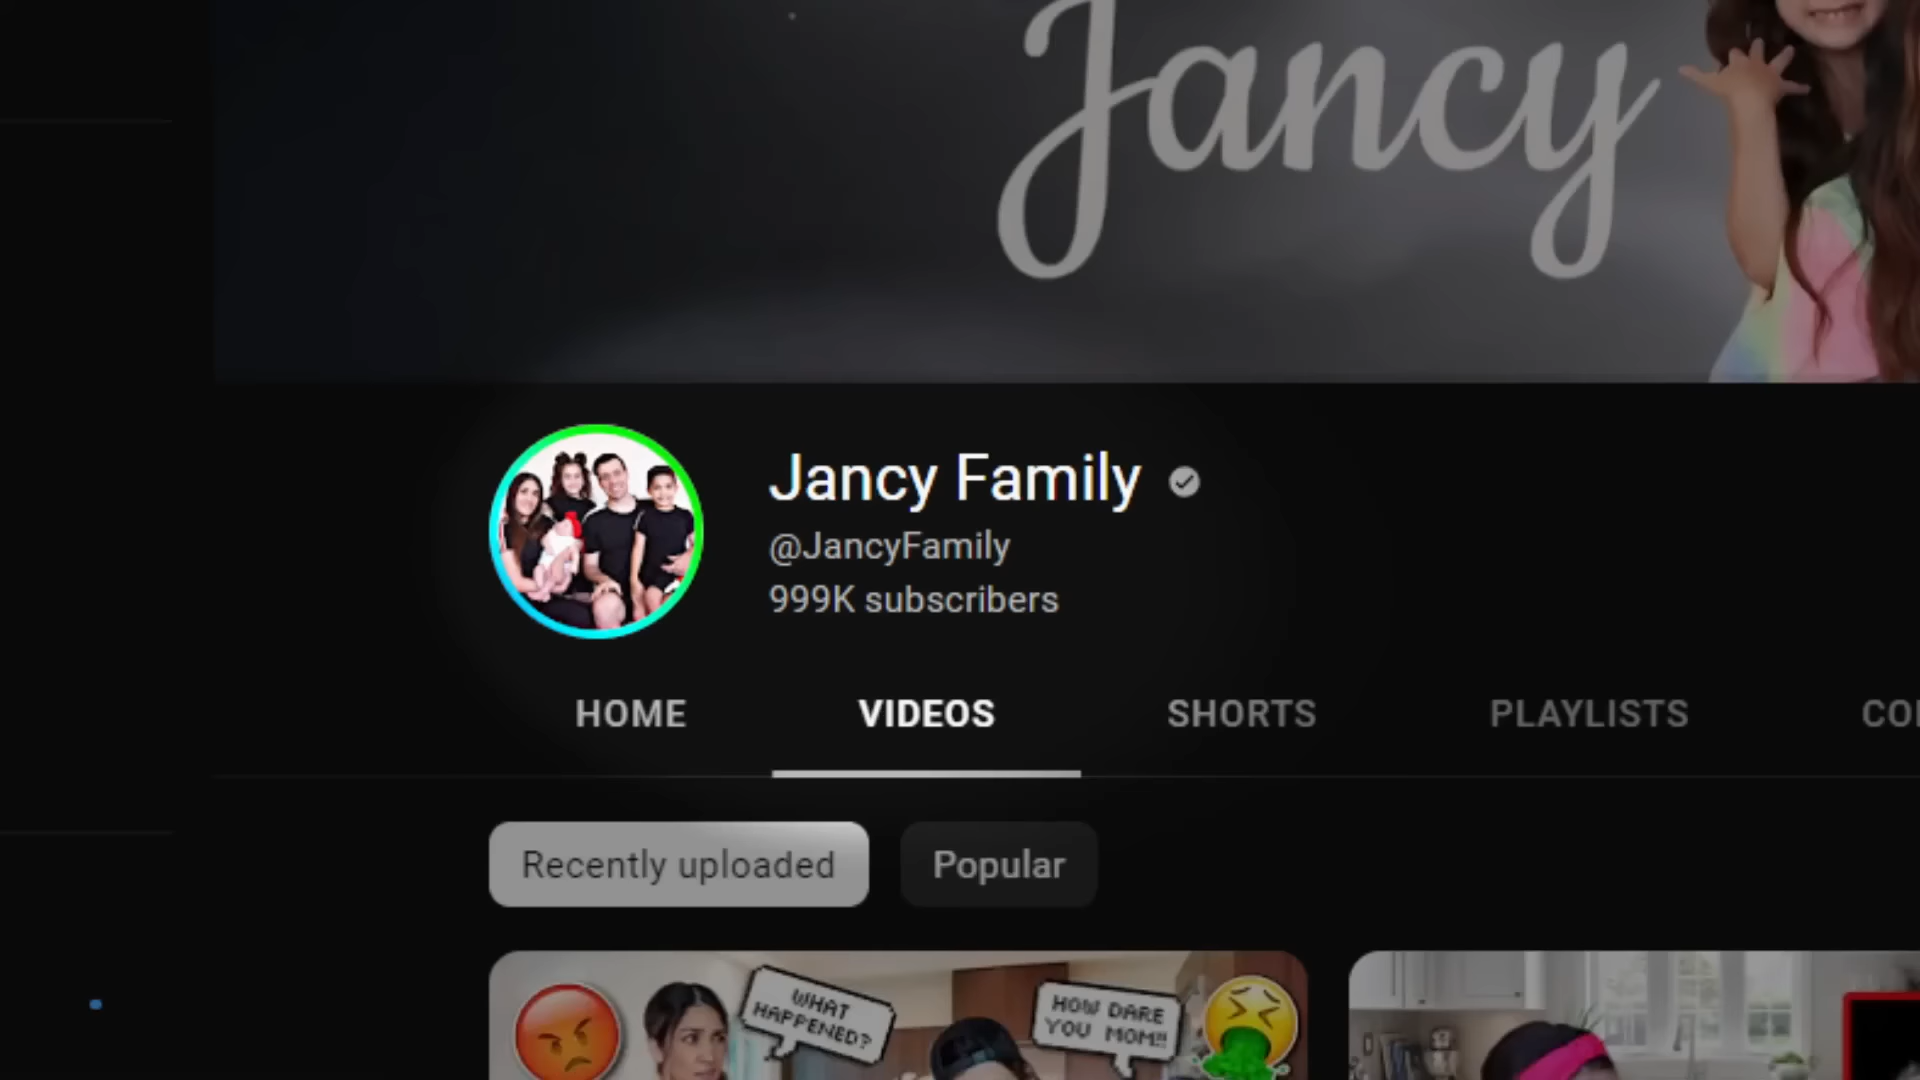 Jancy
Jancy Family
@JancyFamily
999K subscribers
HOME
VIDEOS
SHORTS
PLAYLISTS
Recently uploaded
Popular
WHAT
HAPPENED?
HOW DARE
YOU MOM!!